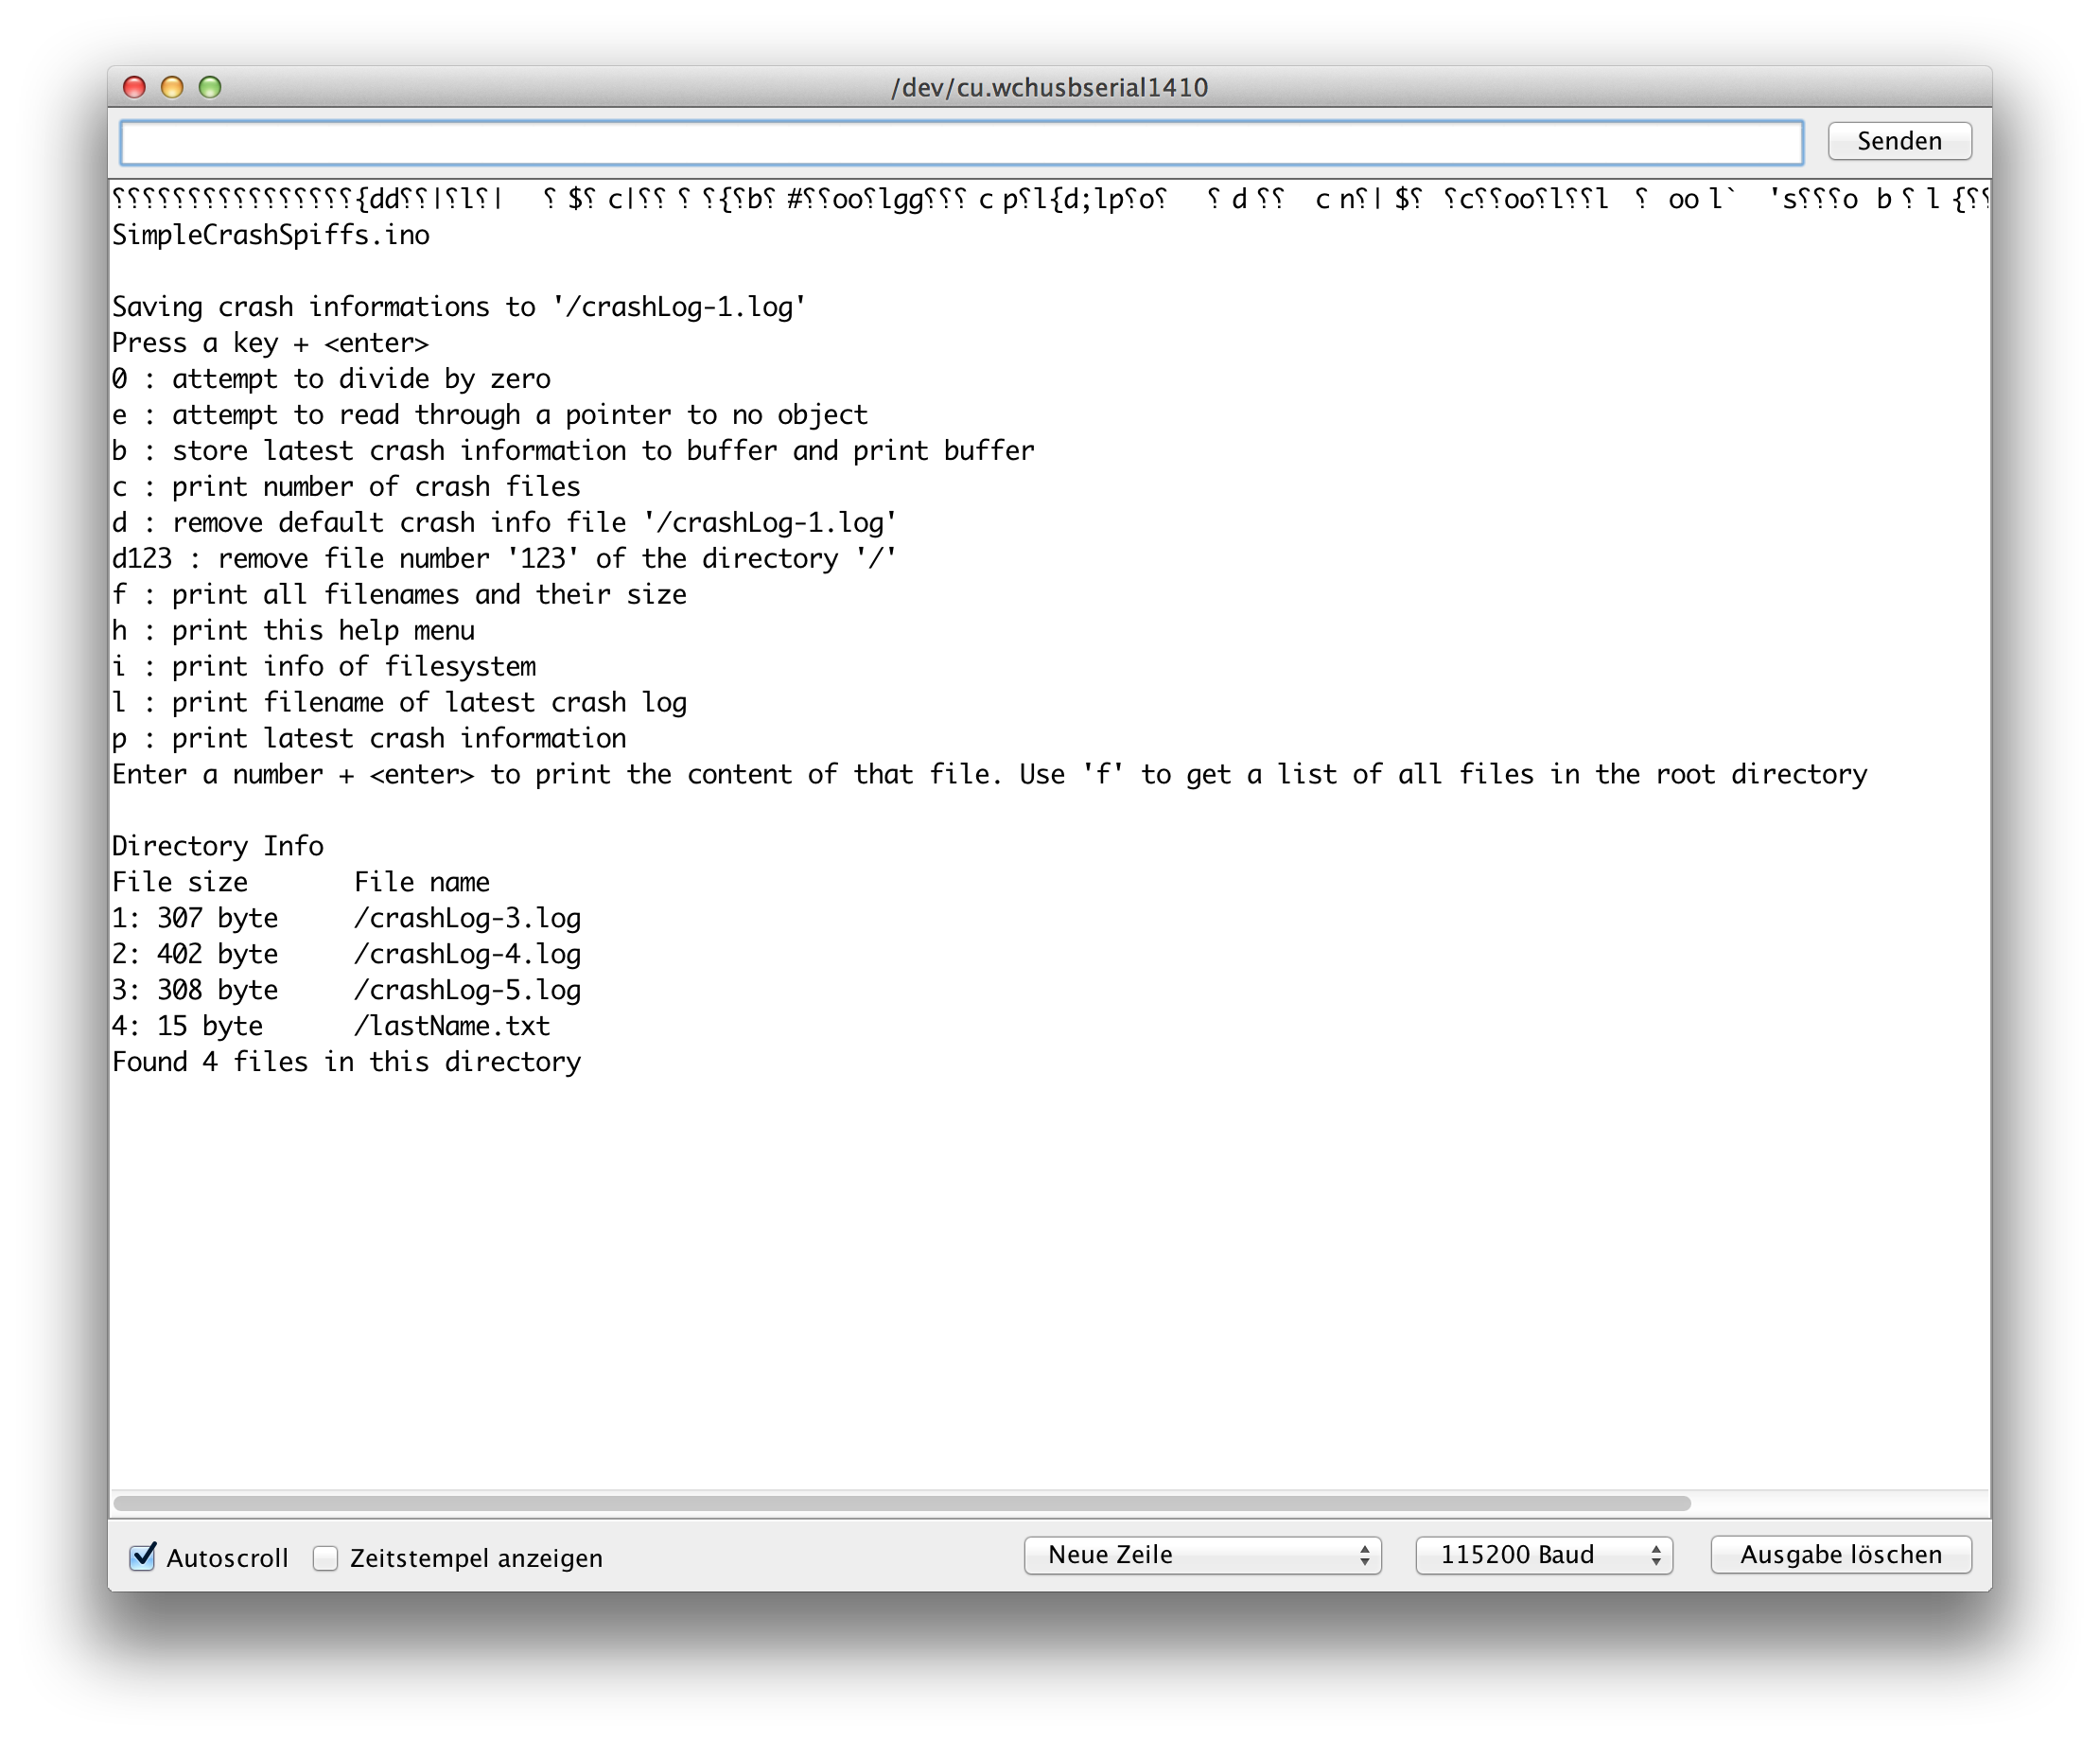 /dev/cu.wchusbserial1410
Senden
SimpleCrashSpiffs.ino
Saving crash informations to '/crashLog-1.log'
Press a key + <enter>
0 : attempt to divide by zero
e : attempt to read through a pointer to no object
b : store latest crash information to buffer and print buffer
c : print number of crash files
d : remove default crash info file '/crashLog-1.log'
d123 : remove file number '123' of the directory '/'
f : print all filenames and their size
h : print this help menu
i : print info of filesystem
l : print filename of latest crash log
p : print latest crash information
Enter a number + <enter> to print the content of that file. Use 'f' to get a list of all files in the root directory
Directory Info
File size       File name
1: 307 byte     /crashLog-3.log
2: 402 byte     /crashLog-4.log
3: 308 byte     /crashLog-5.log
4: 15 byte      /lastName.txt
Found 4 files in this directory
Autoscroll Zeitstempel anzeigen Neue Zeile 115200 Baud Ausgabe löschen